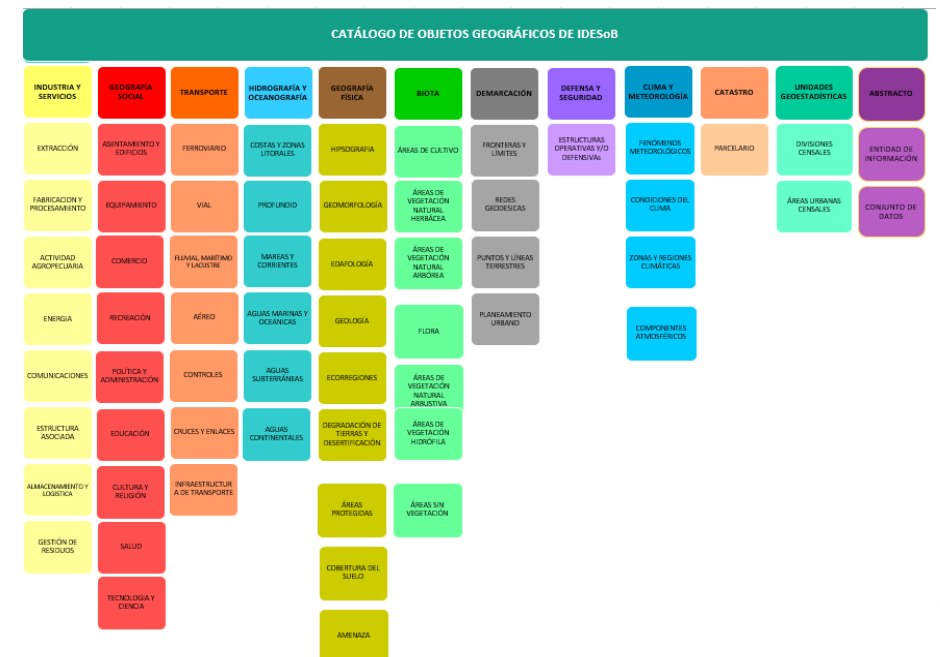 CATÁLOGO DE OBJETOS GEOGRÁFICOS DE IDESoB
INDUSTRIA Y
SERVICIOS
EXTRACCIÓN
FABRICACION Y
PROCESAMIENTO
ACTIVIDAD
AGROPECUARIA
ENERGIA
COMUNICACIONES
ESTRUCTURA
ASOCIADA
ALMACENAMIENTO Y
LOGISTICA
GESTIÓN DE
RESIDUOS
GEOGRAFÍA
SOCIAL
ASENTAMIENTO Y
EDIFICIOS
EQUIPAMIENTO
COMERCIO
RECREACIÓN
POLÍTICA Y
ADMINISTRACIÓN
EDUCACIÓN
CULTURA Y
RELIGIÓN
SALUD
TECNOLOGIA Y
CIENCIA
TRANSPORTE
FERROVIARIO
VIAL
FLUVIAL, MARÍTIMO
Y LACUSTRE
AÉREO
CONTROLES
CRUCES Y ENLACES
INFRAESTRUCTUR
A DE TRANSPORTE
HIDROGRAFÍA Y
OCEANOGRAFÍA
COSTAS Y ZONAS
LITORALES
PROFUNDID
MAREAS Y
CORRIENTES
AGUAS MARINAS Y
OCEANICAS
AGUAS
SUBTERRÁNEAS
AGUAS
CONTINENTALES
GEOGRAFÍA
FÍSICA
HIPSOGRAFIA
GEOMORFOLOGÍA
EDAFOLOGÍA
GEOLOGÍA
ECORREGIONES
DEGRADACIÓN DE
TIERRAS Y
DESERTIFICACIÓN
ÁREAS
PROTEGIDAS
COBERTURA DEL
SUELO
AMENAZA
BIOTA
ÁREAS DE CULTIVO
ÁREAS DE
VEGETACIÓN
NATURAL
HERBÁCEA
ÁREAS DE
VEGETACIÓN
NATURAL
ARBÓREA
FLORA
ÁREAS DE
VEGETACIÓN
NATURAL
ARBUSTIVA
ÁREAS DE
VEGETACIÓN
HIDRÓFILA
ÁREAS SIN
VEGETACIÓN
DEMARCACIÓN
FRONTERAS Y
LÍMITES
REDES
GEODESICAS
PUNTOS Y LÍNEAS
TERRESTRES
PLANEAMIENTO
URBANO
DEFENSA Y
SEGURIDAD
ESTRUCTURAS
OPERATIVAS Y/O
DEFENSIVAs
CLIMA Y
METEOROLOGÍA
FENÓMENOS
METEOROLÓGICOS
CONDICIONES DEL
CLIMA
ZONAS Y REGIONES
CLIMÁTICAS
COMPONENTES
ATMOSFÉRICOS
CATASTRO
PARCELARIO
UNIDADES
GEOESTADÍSTICAS
DIVISIONES
CENSALES
ÁREAS URBANAS
CENSALES
ABSTRACTO
ENTIDAD DE
INFORMACIÓN
CONJUNTO DE
DATOS